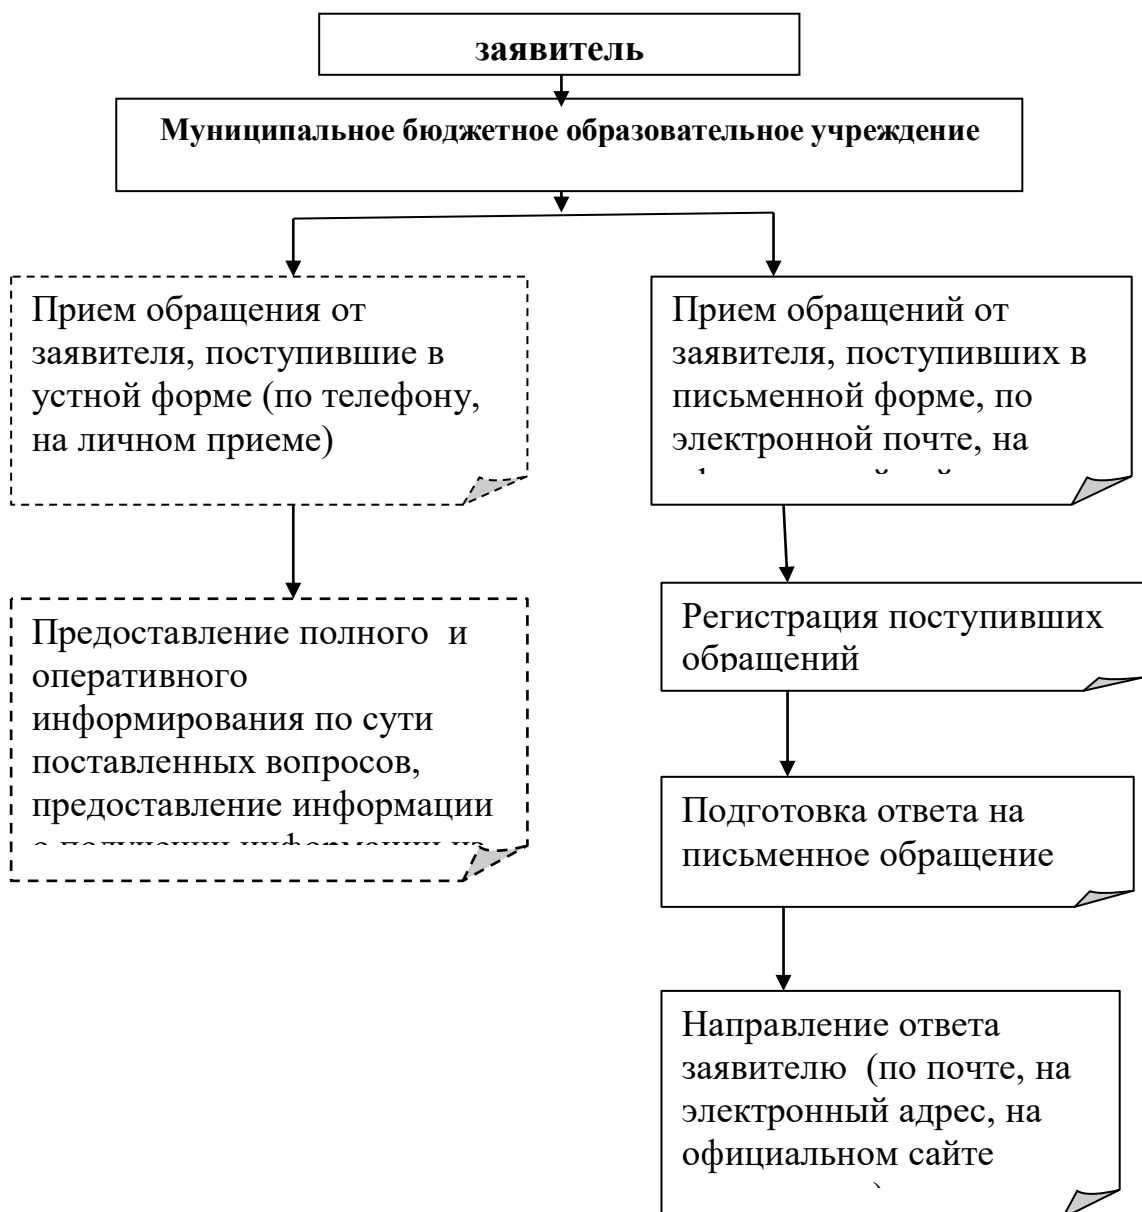 заявитель
Муниципальное бюджетное образовательное учреждение
Прием обращения от
заявителя, поступившие в
устной форме (по телефону,
на личном приеме)
Прием обращений от
заявителя, поступивших в
письменной форме, по
электронной почте, на
Предоставление полного и
оперативного
информирования по сути
поставленных вопросов,
предоставление информации
о получении информации из
Регистрация поступивших
обращений
Подготовка ответа на
письменное обращение
Направление ответа
заявителю (по почте, на
электронный адрес, на
официальном сайте